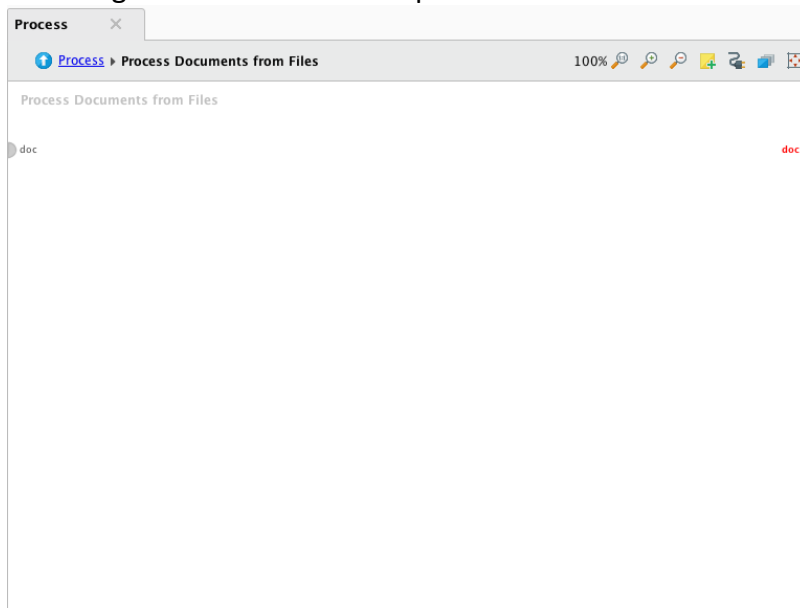 Process
Process Process Documents from Files 100%
Process Documents from Files
doc doc